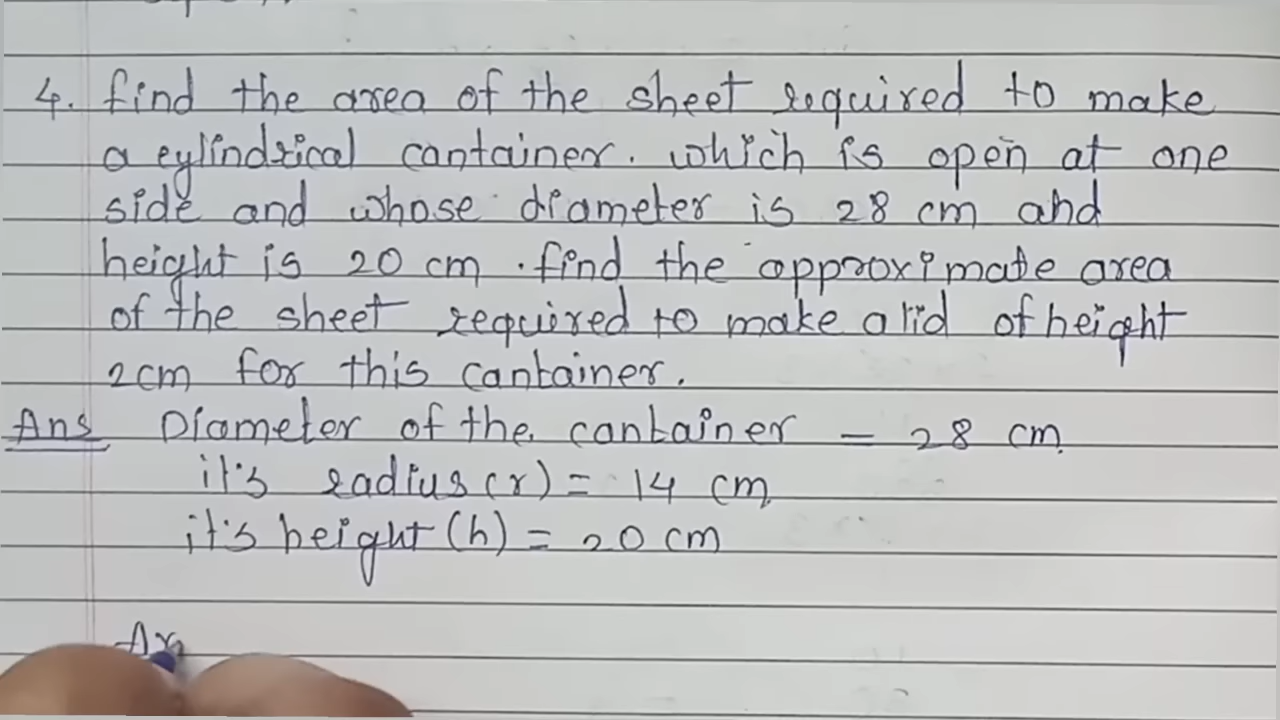 4. find the area of the sheet required to make
a cylindrical cantainer. which is open at one
side and whose diameter is 28 cm and
height is 20 cm . find the approximate area
of the sheet required to make a lid of height
2cm for this cantainer.
Ans Diameter of the cantainer = 28 cm.
it's radius (r) = 14 cm.
it's height (h) = 20 cm